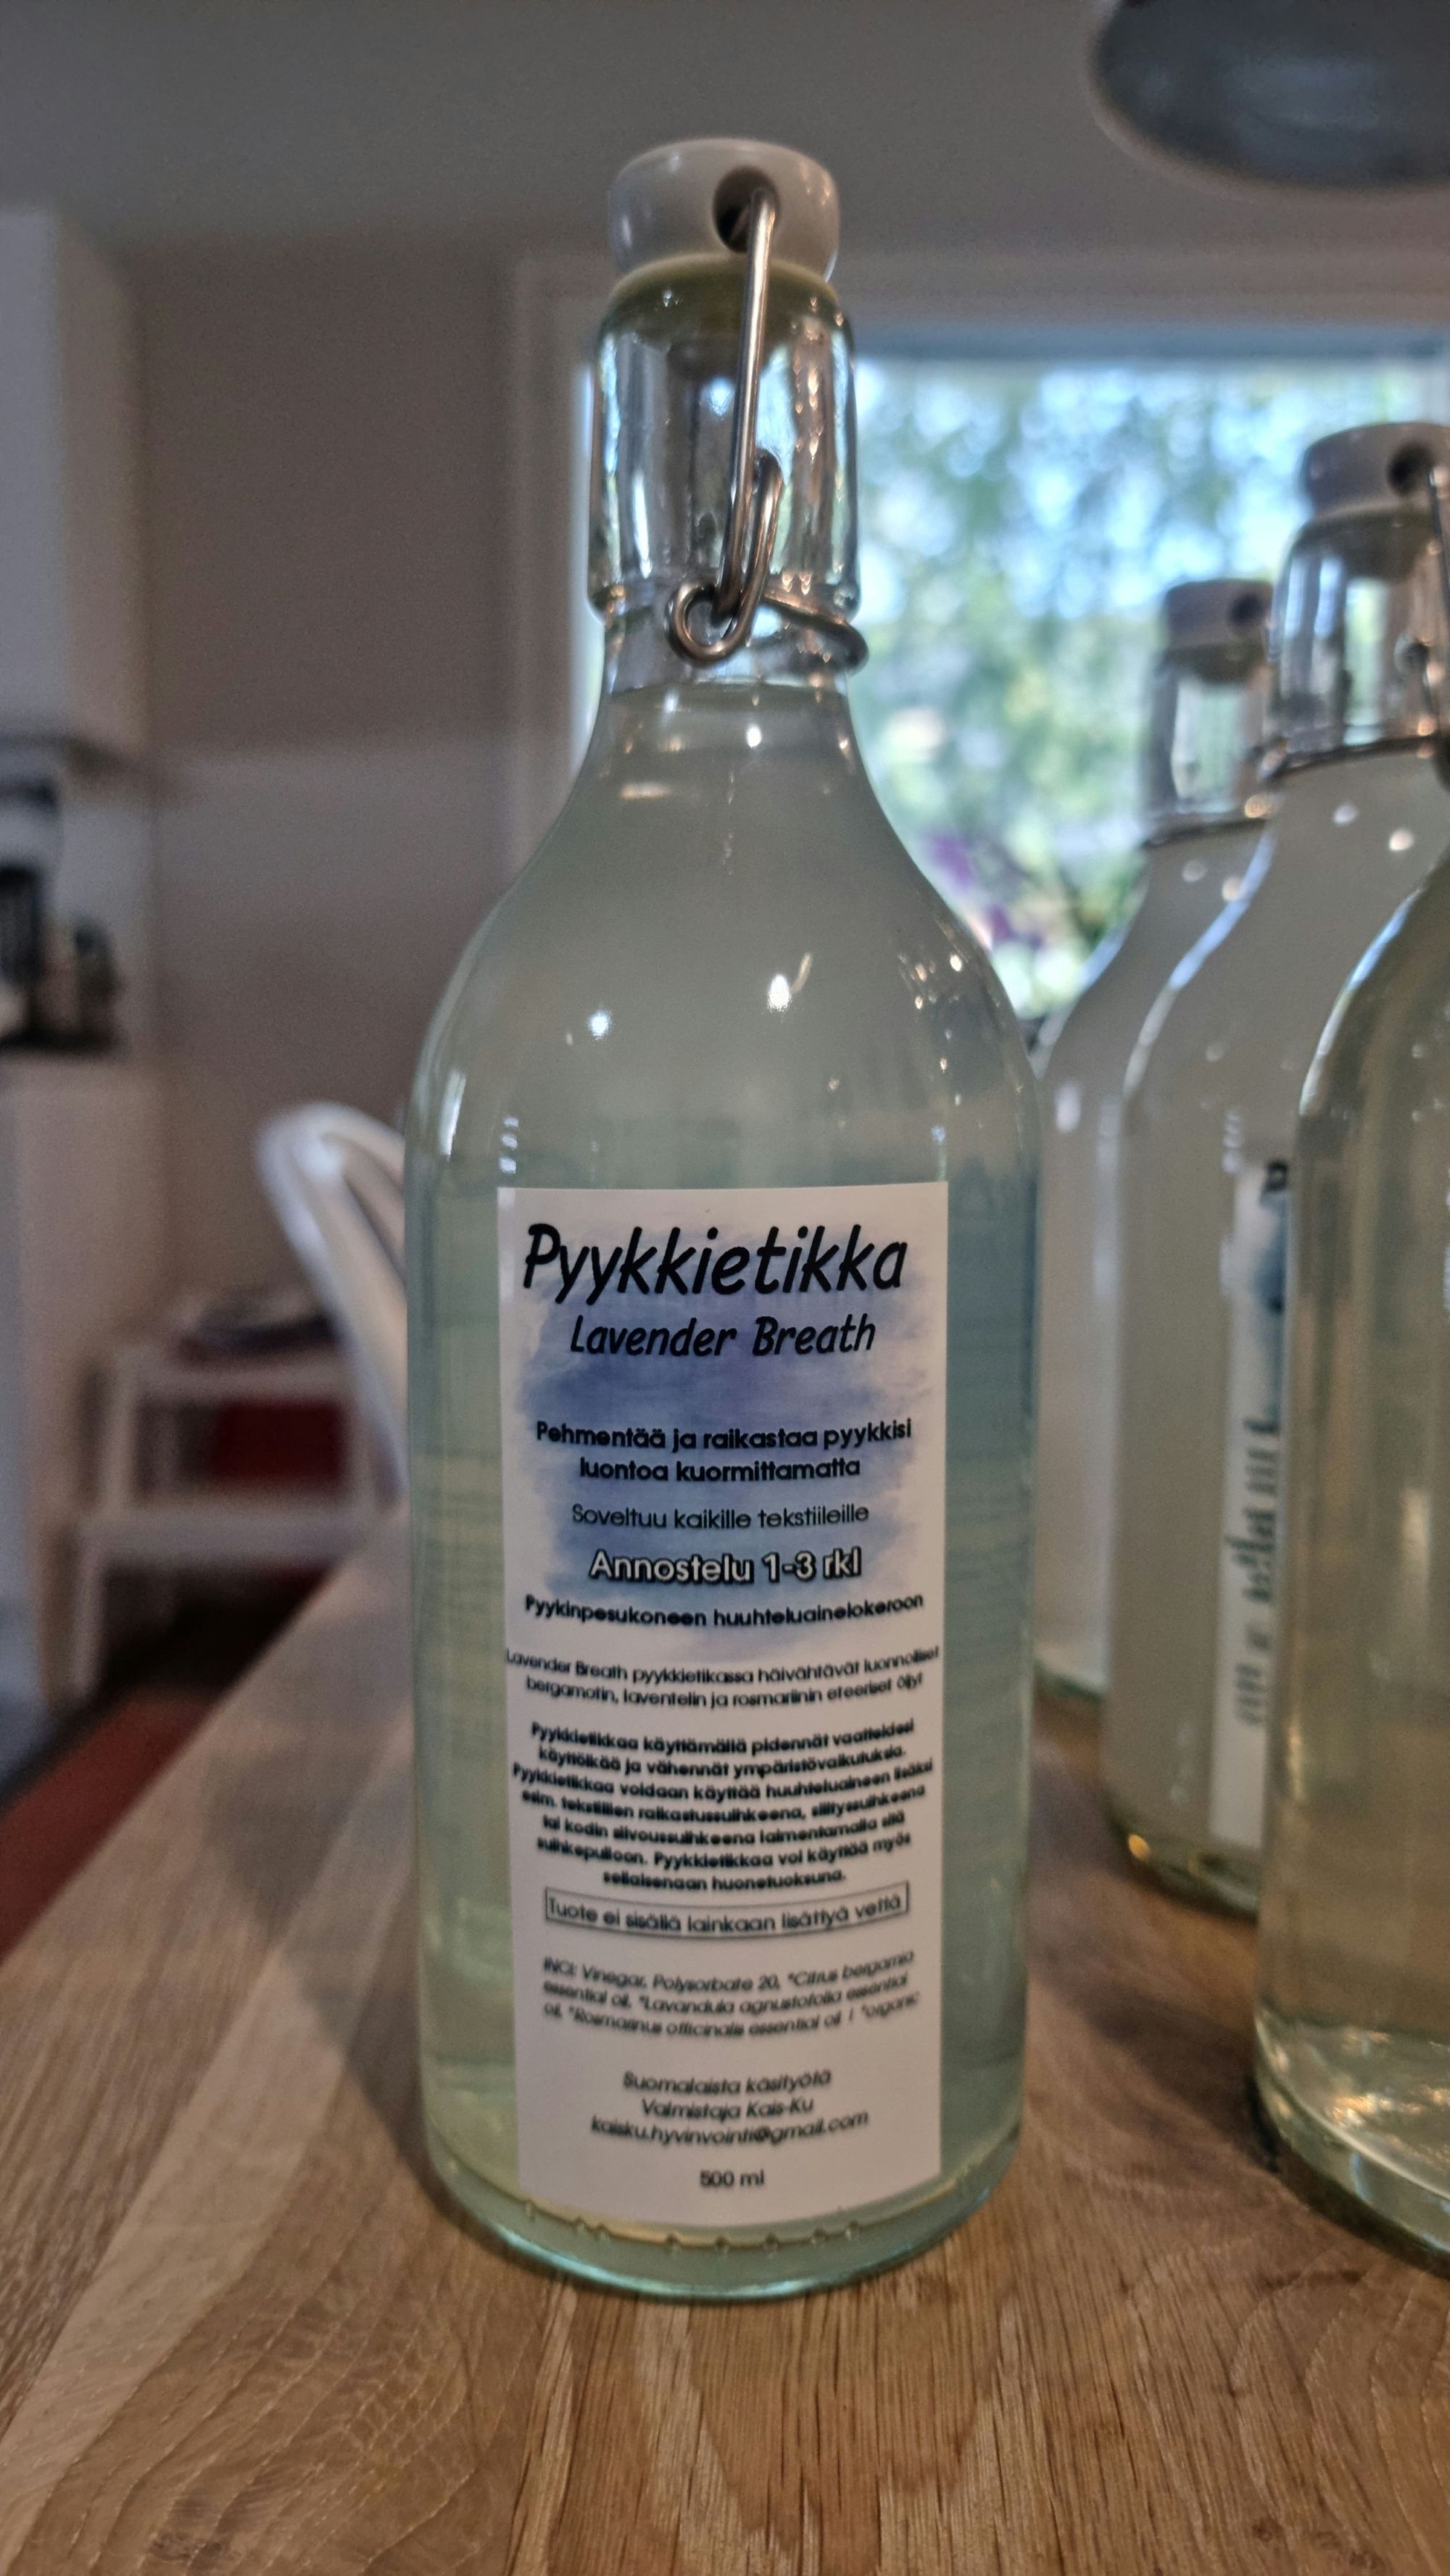 Pyykkietikka
Lavender Breath
Pehmentää ja raikastaa pyykkisi
luontoa kuormittamatta
Soveltuu kaikille tekstiileille
Annostelu 1-3 rkl
Pyykinpesukoneen huuhteluainelokeroon
Lavender Breath pyykkietikassa häivähtävät luonnolliset
bergamotin, laventelin ja rosmariinin eteeriset öljyt
Pyykkietikkaa käyttämällä pidennät vaatteidesi
käyttöikää ja vähennät ympäristövaikutuksia.
Pyykkietikkaa voidaan käyttää huuhteluaineen lisäksi
esim. tekstiilien raikastussuihkeena, silityssuihkeena
tai kodin siivoussuihkeena laimentamalla sitä
suihkepulloon. Pyykkietikkaa voi käyttää myös
sellaisenaan huonetuoksuna.
Tuote ei sisällä lainkaan lisättyä vettä
INCI: Vinegar, Polysorbate 20, *Citrus bergamia
essential oil, *Lavandula agnustofolia essential
oil, *Rosmarinus officinalis essential oil | *organic
Suomalaista käsityötä
Valmistaja Kais-Ku
kaisku.hyvinvointi@gmail.com
500 ml